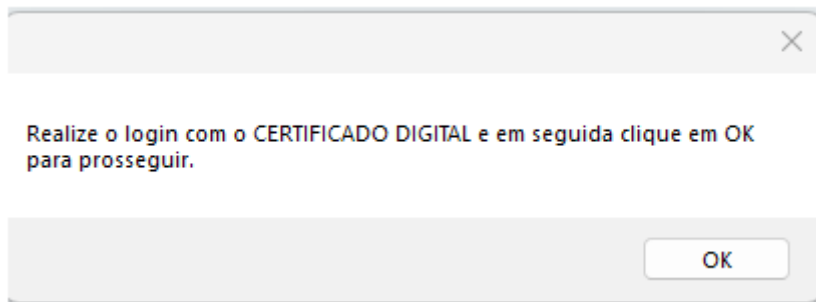 Realize o login com o CERTIFICADO DIGITAL e em seguida clique em OK
para prosseguir.
OK